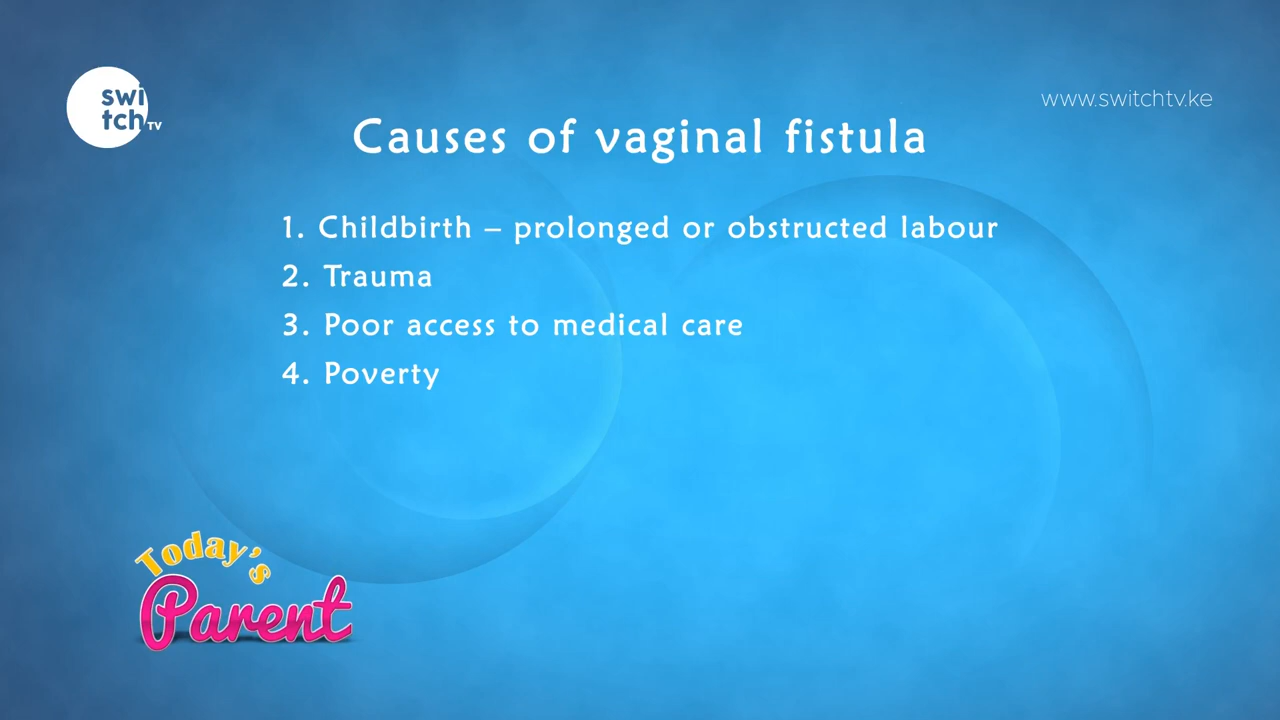 swi
tch TV
www.switchtv.ke
Causes of vaginal fistula
1. Childbirth – prolonged or obstructed labour
2. Trauma
3. Poor access to medical care
4. Poverty
Today's
Parent